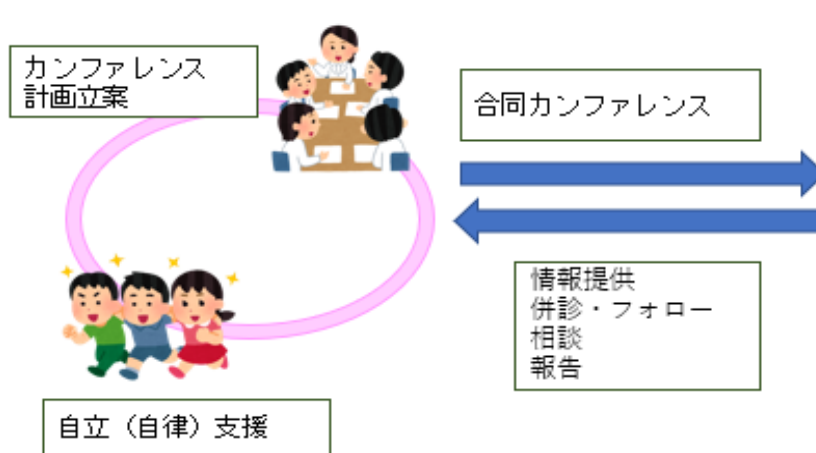 カンファレンス
計画立案
合同カンファレンス
情報提供
併診・フォロー
相談
報告
自立（自律）支援